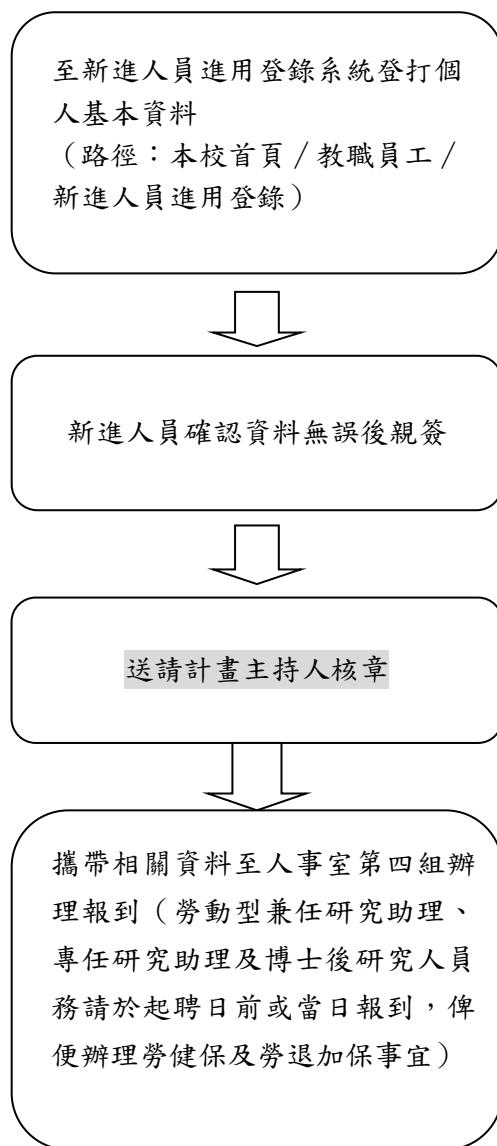 至新進人員進用登錄系統登打個
人基本資料
（路徑：本校首頁／教職員工／
新進人員進用登錄）
新進人員確認資料無誤後親簽
送請計畫主持人核章
攜帶相關資料至人事室第四組辦
理報到（勞動型兼任研究助理、
專任研究助理及博士後研究人員
務請於起聘日前或當日報到，俾
便辦理勞健保及勞退加保事宜）